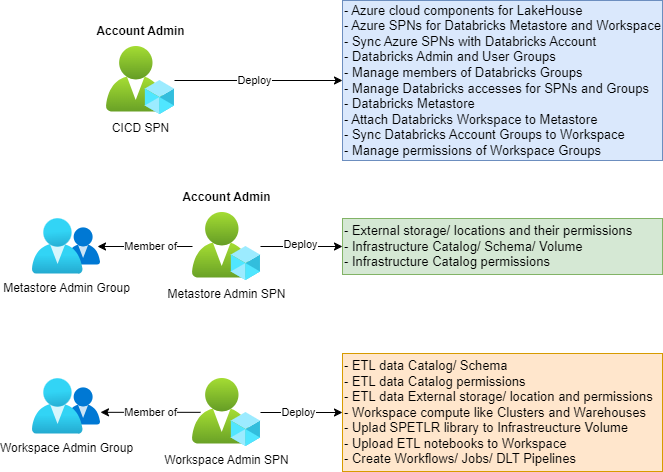 Account Admin
CICD SPN
Deploy
- Azure cloud components for LakeHouse
- Azure SPNs for Databricks Metastore and Workspace
- Sync Azure SPNs with Databricks Account
- Databricks Admin and User Groups
- Manage members of Databricks Groups
- Manage Databricks accesses for SPNs and Groups
- Databricks Metastore
- Attach Databricks Workspace to Metastore
- Sync Databricks Account Groups to Workspace
- Manage permissions of Workspace Groups
Account Admin
Metastore Admin Group
Member of
Metastore Admin SPN
Deploy
- External storage/ locations and their permissions
- Infrastructure Catalog/ Schema/ Volume
- Infrastructure Catalog permissions
Workspace Admin Group
Member of
Workspace Admin SPN
Deploy
- ETL data Catalog/ Schema
- ETL data Catalog permissions
- ETL data External storage/ location and permissions
- Workspace compute like Clusters and Warehouses
- Uplad SPETLR library to Infrastreucture Volume
- Upload ETL notebooks to Workspace
- Create Workflows/ Jobs/ DLT Pipelines